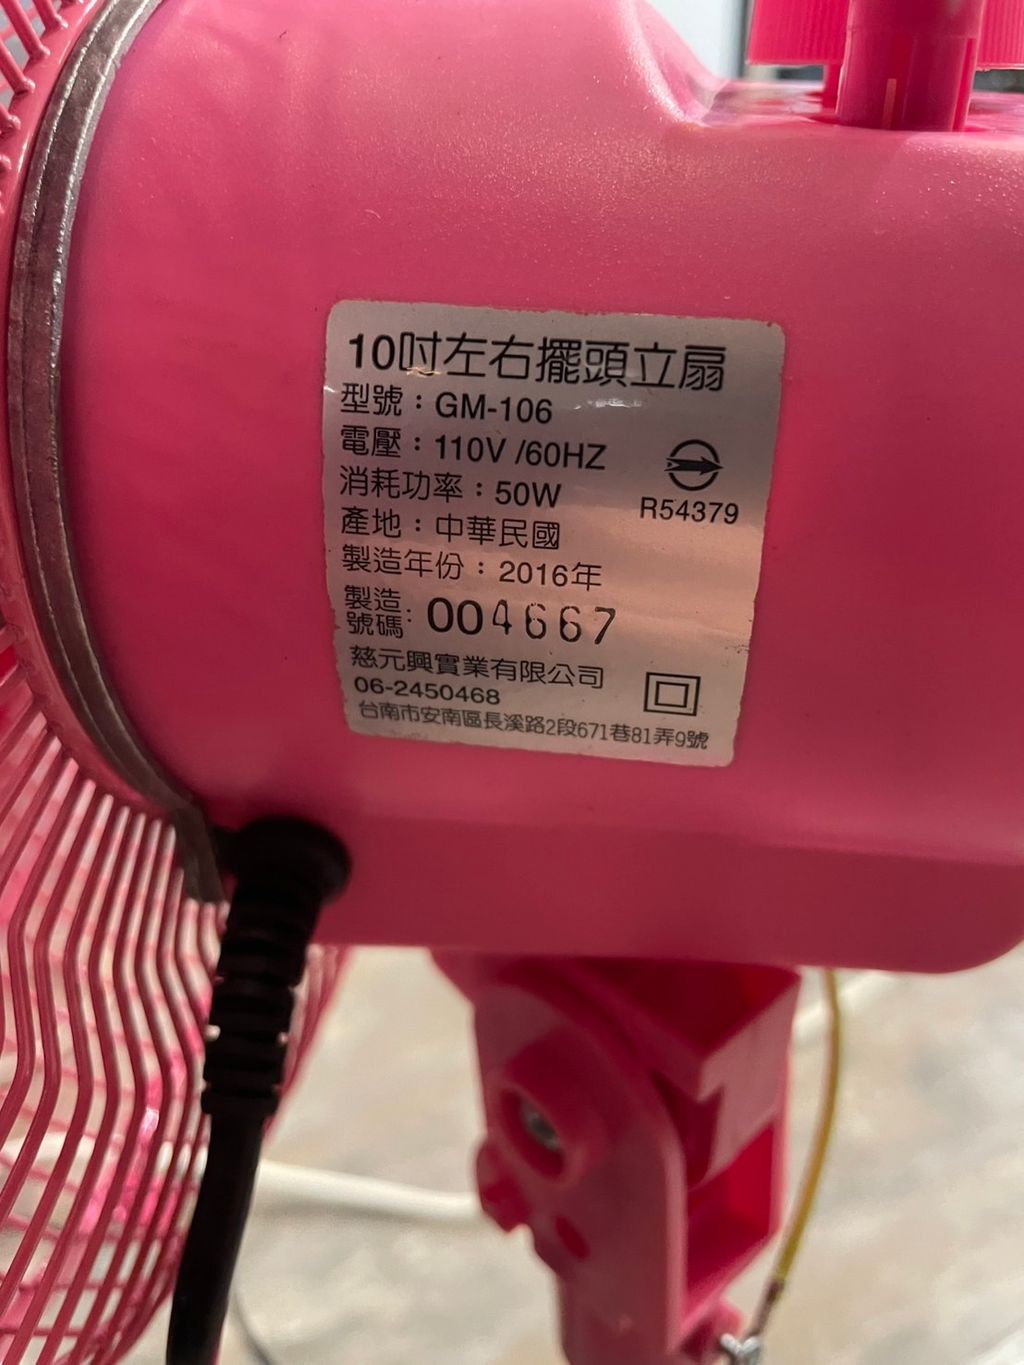 10吋左右擺頭立扇
型號：GM-106
電壓：110V /60HZ
消耗功率：50W
R54379
產地：中華民國
製造年份：2016年
製造號碼：004667
慈元興實業有限公司
06-2450468
台南市安南區長溪路2段671巷81弄9號